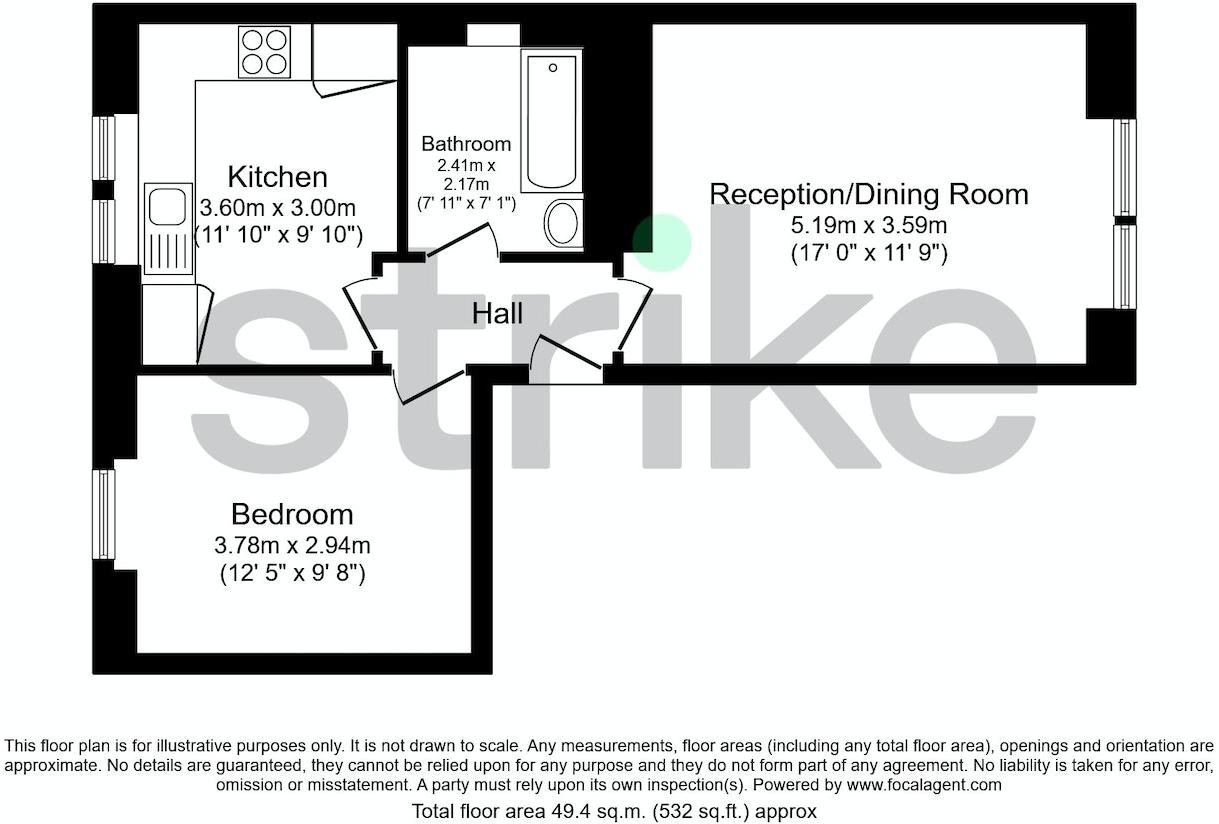 Kitchen
3.60m x 3.00m
(11' 10" x 9' 10")
Bathroom
2.41m x
2.17m
(7' 11" x 7' 1")
Reception/Dining Room
5.19m x 3.59m
(17' 0" x 11' 9")
Hall
strike
Bedroom
3.78m x 2.94m
(12' 5" x 9' 8")
This floor plan is for illustrative purposes only. It is not drawn to scale. Any measurements, floor areas (including any total floor area), openings and orientation are
approximate. No details are guaranteed, they cannot be relied upon for any purpose and they do not form part of any agreement. No liability is taken for any error,
omission or misstatement. A party must rely upon its own inspection(s). Powered by www.focalagent.com
Total floor area 49.4 sq.m. (532 sq.ft.) approx